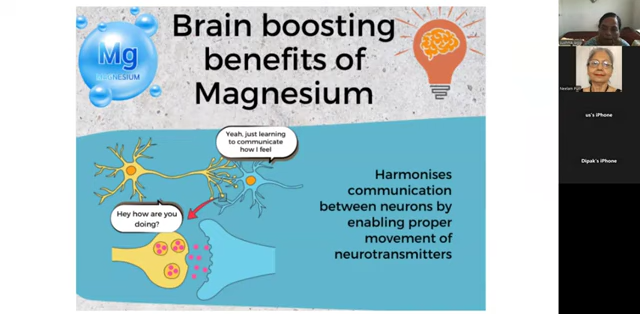 Brain boosting
benefits of
Magnesium
Mg
MAGNESIUM
Yeah, just learning
to communicate
how I feel
Hey how are you
doing?
Harmonises
communication
between neurons by
enabling proper
movement of
neurotransmitters
us's iPhone
Dipak's iPhone